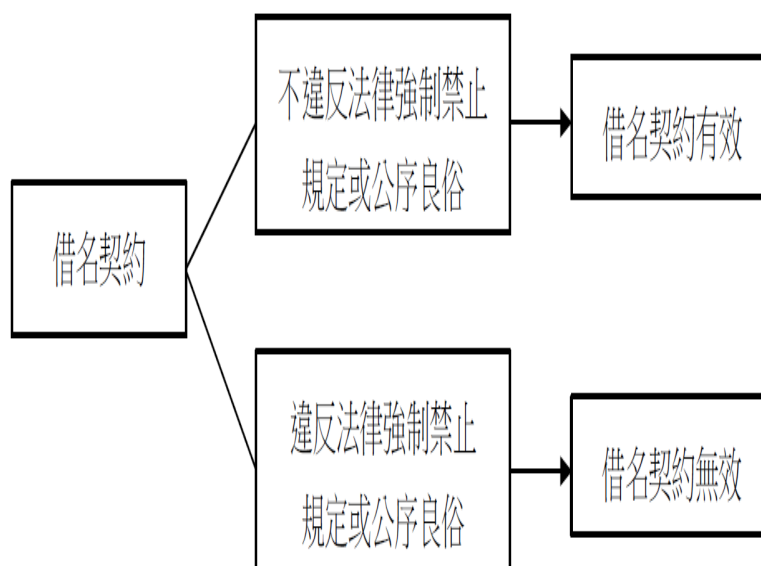 借名契約
不違反法律強制禁止
規定或公序良俗
借名契約有效
違反法律強制禁止
規定或公序良俗
借名契約無效